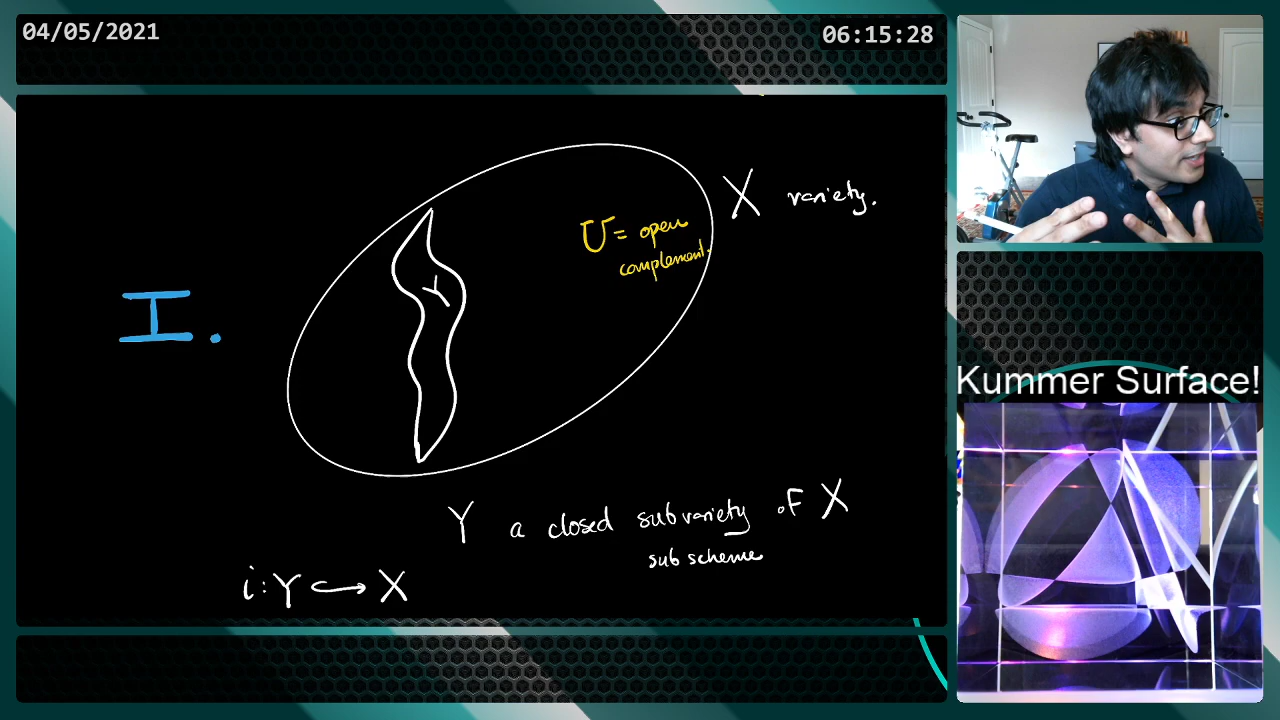 04/05/2021
06:15:28
X variety.
U = open
complement.
Y
I.
Kummer Surface!
Y a closed subvariety of X
sub scheme
i: Y ↪ X